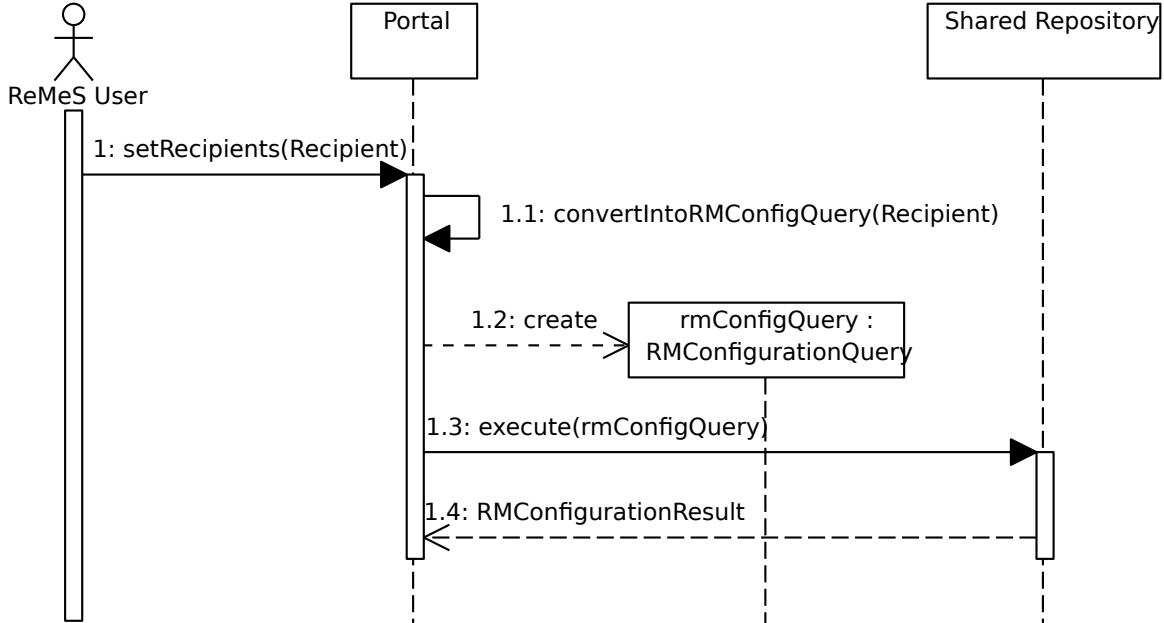 Portal
Shared Repository
ReMeS User
1: setRecipients(Recipient)
1.1: convertIntoRMConfigQuery(Recipient)
1.2: create
rmConfigQuery :
RMConfigurationQuery
1.3: execute(rmConfigQuery)
1.4: RMConfigurationResult